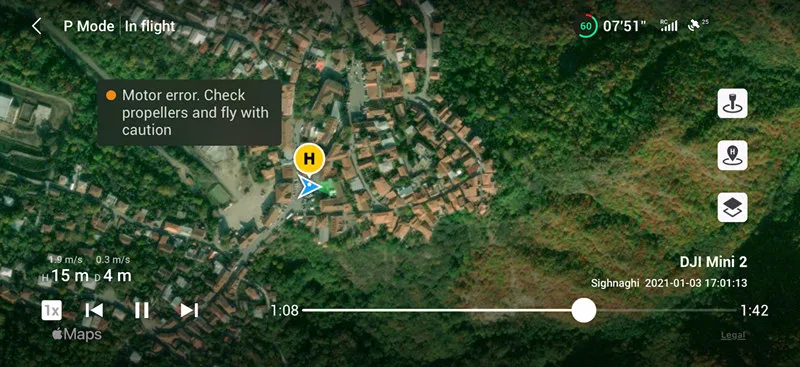 P Mode In flight
60 07'51" RC 25
Motor error. Check
propellers and fly with
caution
H
H
1.9 m/s 0.3 m/s
H 15 m D 4 m
DJI Mini 2
Sighnaghi 2021-01-03 17:01:13
1x
1:08
1:42
Maps
Legal